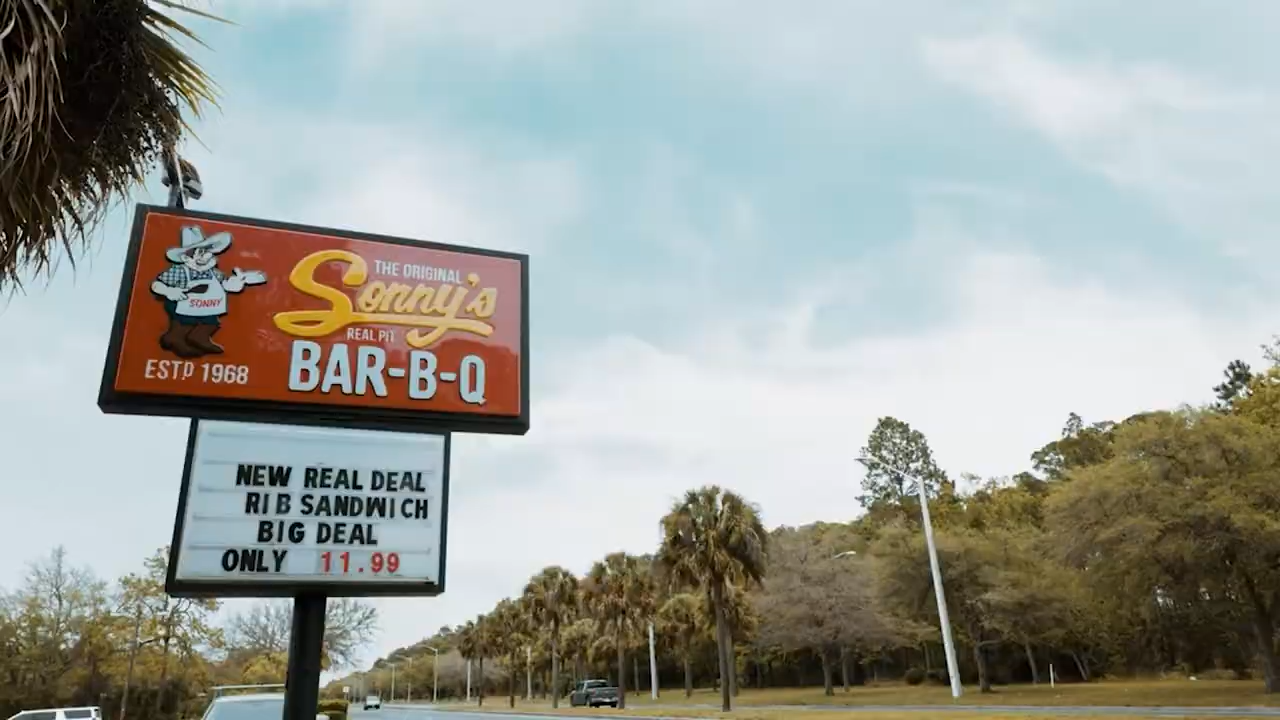 THE ORIGINAL
Sonny's
REAL PIT
BAR-B-Q
SONNY
ESTD 1968
NEW REAL DEAL
RIB SANDWICH
BIG DEAL
ONLY 11.99